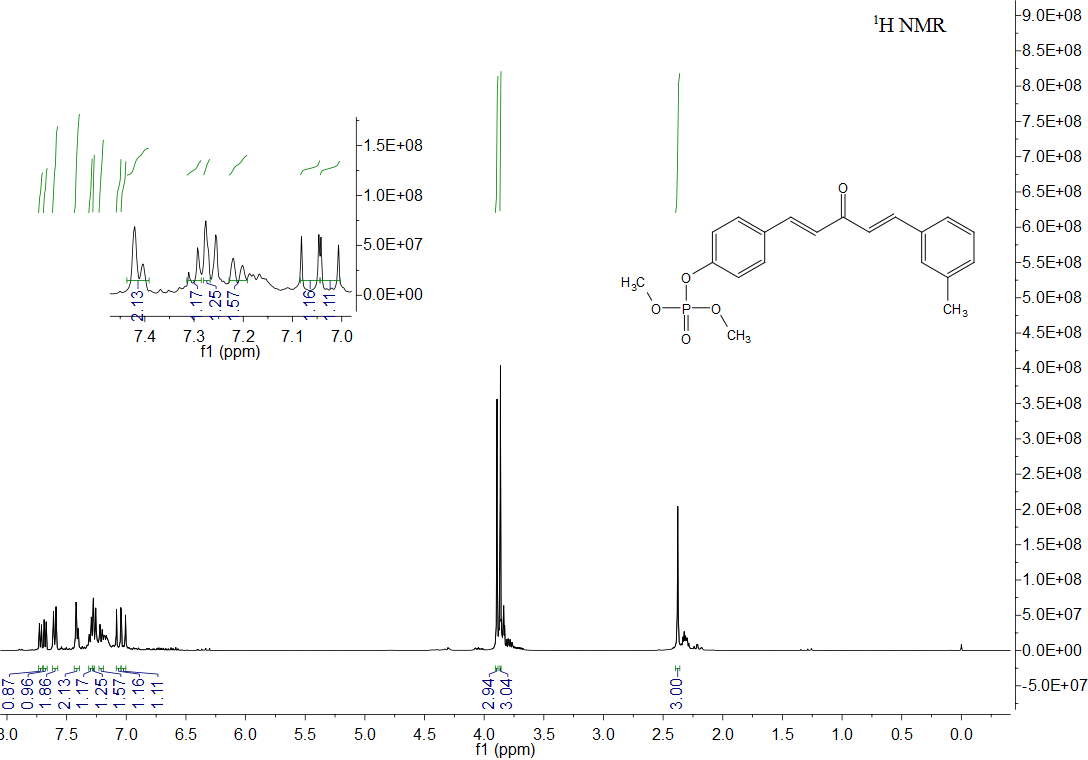 ¹H NMR
9.0E+08
8.5E+08
8.0E+08
7.5E+08
7.0E+08
6.5E+08
6.0E+08
5.5E+08
5.0E+08
4.5E+08
4.0E+08
3.5E+08
3.0E+08
2.5E+08
2.0E+08
1.5E+08
1.0E+08
5.0E+07
0.0E+00
-5.0E+07
1.5E+08
1.0E+08
5.0E+07
0.0E+00
2.13
1.17
1.25
1.57
1.16
1.11
7.4 7.3 7.2 7.1 7.0
f1 (ppm)
O
O
H₃C
O P O
O
CH₃
CH₃
0.87
0.96
1.86
2.13
1.17
1.25
1.57
1.16
1.11
2.94
3.04
3.00
7.5 7.0 6.5 6.0 5.5 5.0 4.5 4.0 3.5 3.0 2.5 2.0 1.5 1.0 0.5 0.0
f1 (ppm)